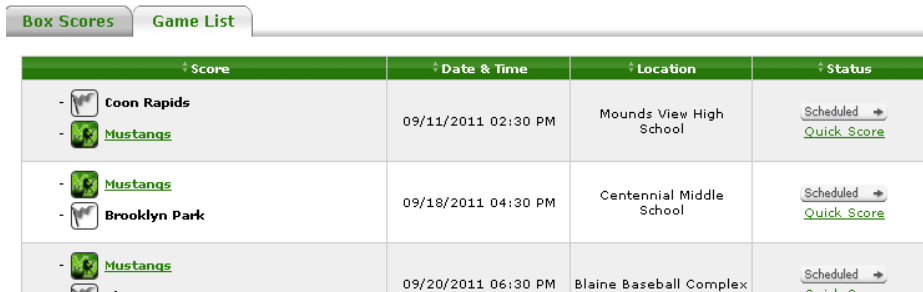 Box Scores Game List
Score Date & Time Location Status
- Coon Rapids
- Mustangs
09/11/2011 02:30 PM
Mounds View High
School
Scheduled
Quick Score
- Mustangs
- Brooklyn Park
09/18/2011 04:30 PM
Centennial Middle
School
Scheduled
Quick Score
- Mustangs
09/20/2011 06:30 PM
Blaine Baseball Complex
Scheduled